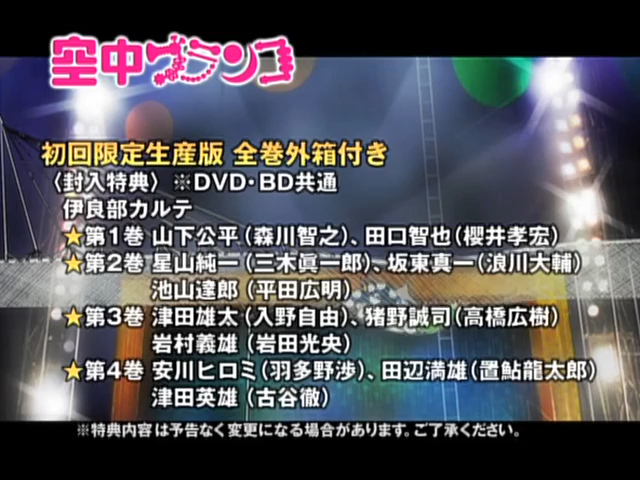 空中ブランコ
初回限定生産版 全巻外箱付き
〈封入特典〉 ※DVD・BD共通
伊良部カルテ
★第1巻 山下公平（森川智之）、田口智也（櫻井孝宏）
★第2巻 星山純一（三木眞一郎）、坂東真一（浪川大輔）
池山達郎（平田広明）
★第3巻 津田雄太（入野自由）、猪野誠司（高橋広樹）
岩村義雄（岩田光央）
★第4巻 安川ヒロミ（羽多野渉）、田辺満雄（置鮎龍太郎）
津田英雄（古谷徹）
※特典内容は予告なく変更になる場合があります。ご了承ください。